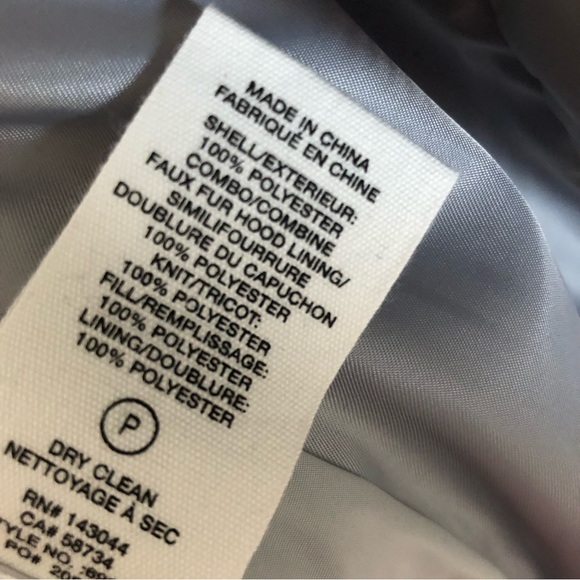 MADE IN CHINA
FABRIQUÉ EN CHINE
SHELL/EXTERIEUR:
100% POLYESTER
COMBO/COMBINE
FAUX FUR HOOD LINING/
SIMILIFOURRURE
DOUBLURE DU CAPUCHON
100% POLYESTER
KNIT/TRICOT:
100% POLYESTER
FILL/REMPLISSAGE:
100% POLYESTER
LINING/DOUBLURE:
100% POLYESTER
P
DRY CLEAN
NETTOYAGE À SEC
RN# 143044
CA# 58734
NO. :
PO#